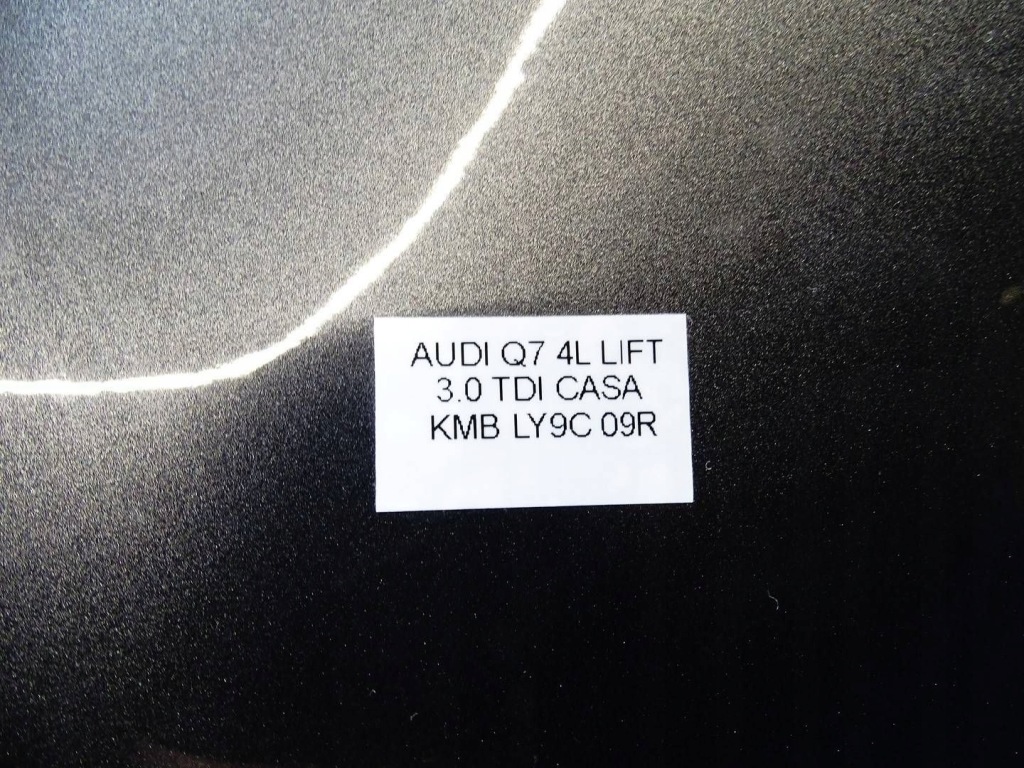 AUDI Q7 4L LIFT
3.0 TDI CASA
KMB LY9C 09R